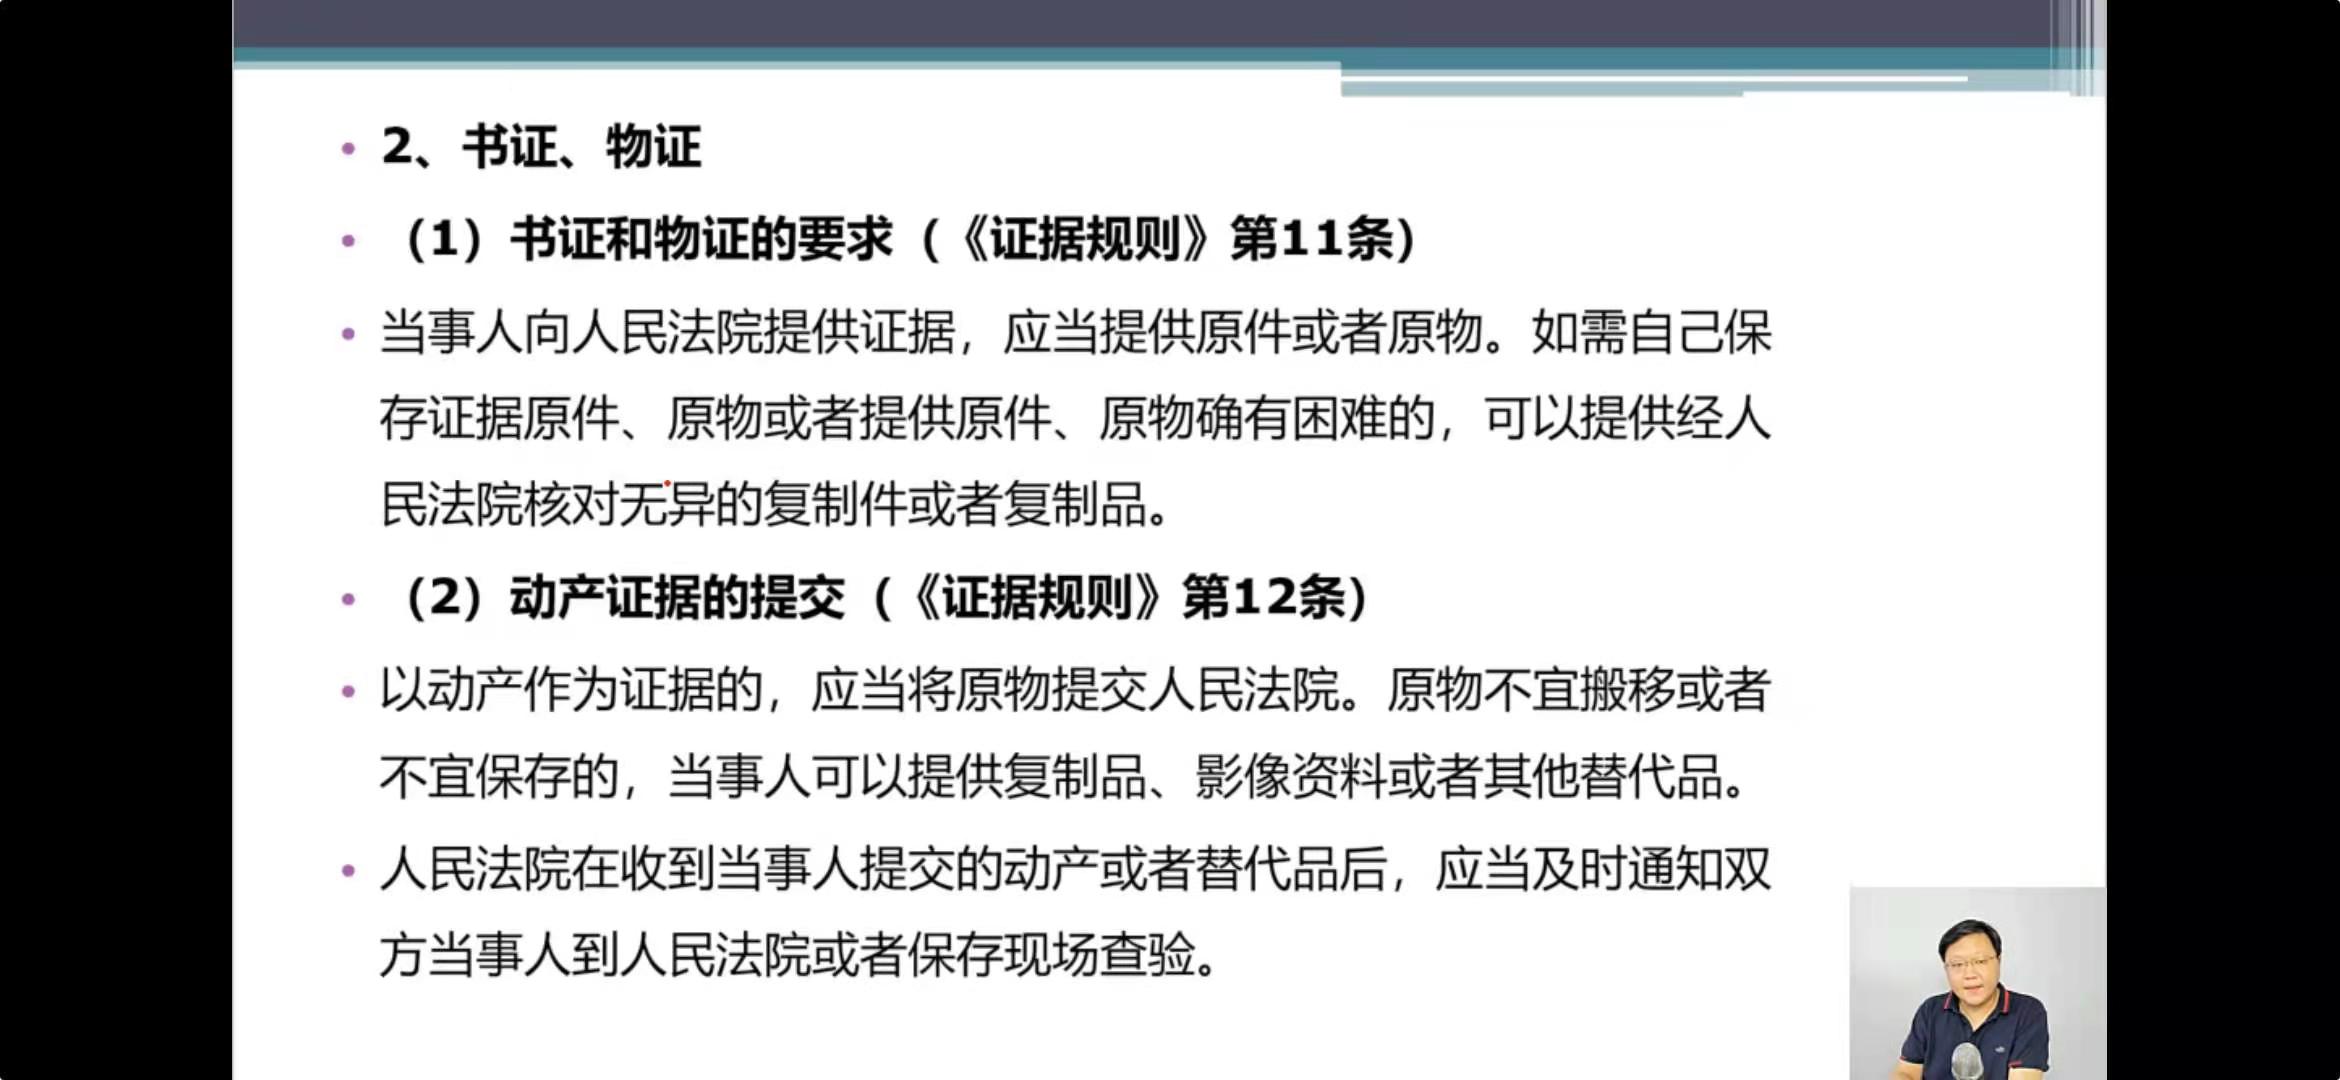 • 2、书证、物证
• （1）书证和物证的要求（《证据规则》第11条）
• 当事人向人民法院提供证据，应当提供原件或者原物。如需自己保
存证据原件、原物或者提供原件、原物确有困难的，可以提供经人
民法院核对无异的复制件或者复制品。
• （2）动产证据的提交（《证据规则》第12条）
• 以动产作为证据的，应当将原物提交人民法院。原物不宜搬移或者
不宜保存的，当事人可以提供复制品、影像资料或者其他替代品。
• 人民法院在收到当事人提交的动产或者替代品后，应当及时通知双
方当事人到人民法院或者保存现场查验。